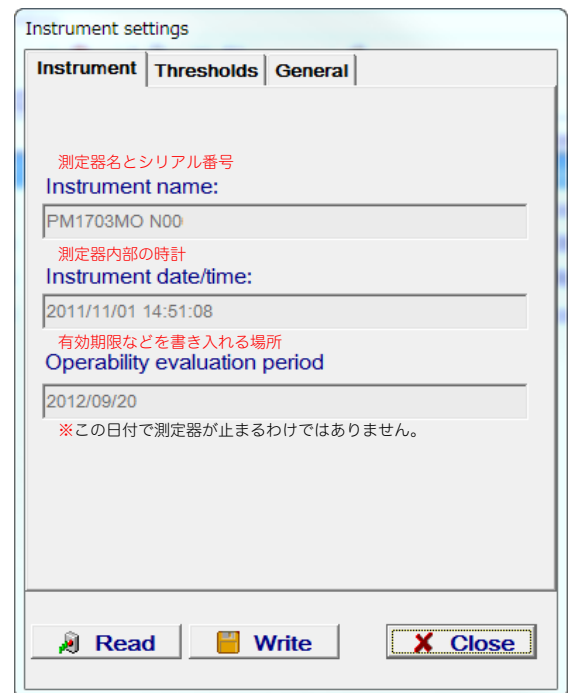 Instrument settings
Instrument Thresholds General
測定器名とシリアル番号
Instrument name:
PM1703MO N00
測定器内部の時計
Instrument date/time:
2011/11/01 14:51:08
有効期限などを書き入れる場所
Operability evaluation period
2012/09/20
※この日付で測定器が止まるわけではありません。
Read Write X Close